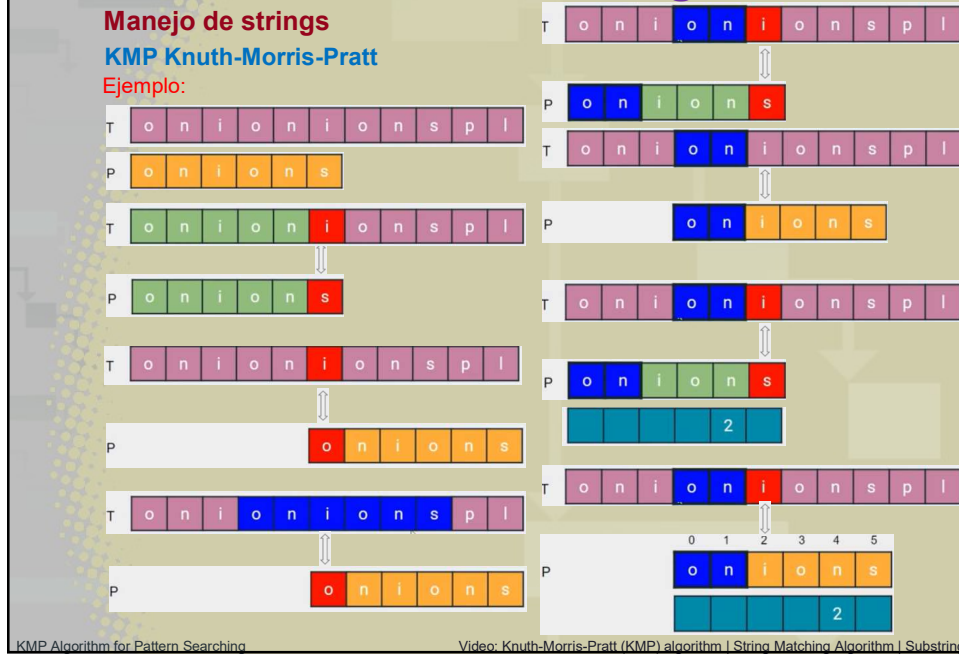 Manejo de strings
KMP Knuth-Morris-Pratt
Ejemplo:
T o n i o n i o n s p l
P o n i o n s
T o n i o n i o n s p l
P o n i o n s
T o n i o n i o n s p l
P o n i o n s
T o n i o n i o n s p l
P o n i o n s
T o n i o n i o n s p l
P o n i o n s
T o n i o n i o n s p l
P o n i o n s
T o n i o n i o n s p l
P o n i o n s
2
T o n i o n i o n s p l
0 1 2 3 4 5
P o n i o n s
2
KMP Algorithm for Pattern Searching
Video: Knuth-Morris-Pratt (KMP) algorithm | String Matching Algorithm | Substrin